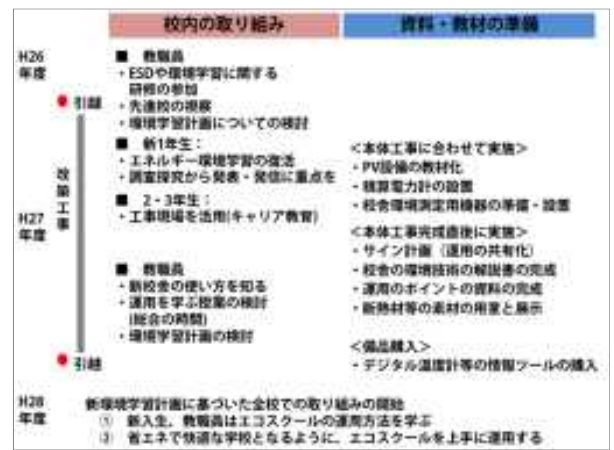 校内の取り組み
資料・教材の準備
H26
年度
引越
改築工事
H27
年度
引越
■ 教職員
・ESDや環境学習に関する
研修の参加
・先進校の視察
・環境学習計画についての検討
■ 新1年生：
・エネルギー環境学習の復活
・調査探究から発表・発信に重点を
■ 2・3年生：
・工事現場を活用(キャリア教育)
■ 教職員
・新校舎の使い方を知る
・運用を学ぶ授業の検討
(総合の時間)
・環境学習計画の検討
<本体工事に合わせて実施>
・PV設備の教材化
・積算電力計の設置
・校舎環境測定用機器の準備・設置
<本体工事完成直後に実施>
・サイン計画（運用の共有化）
・校舎の環境技術の解説書の完成
・運用のポイントの資料の完成
・断熱材等の素材の用意と展示
<備品購入>
・デジタル温度計等の情報ツールの購入
H28
年度
新環境学習計画に基づいた全校での取り組みの開始
① 新入生、教職員はエコスクールの運用方法を学ぶ
② 省エネで快適な学校となるように、エコスクールを上手に運用する